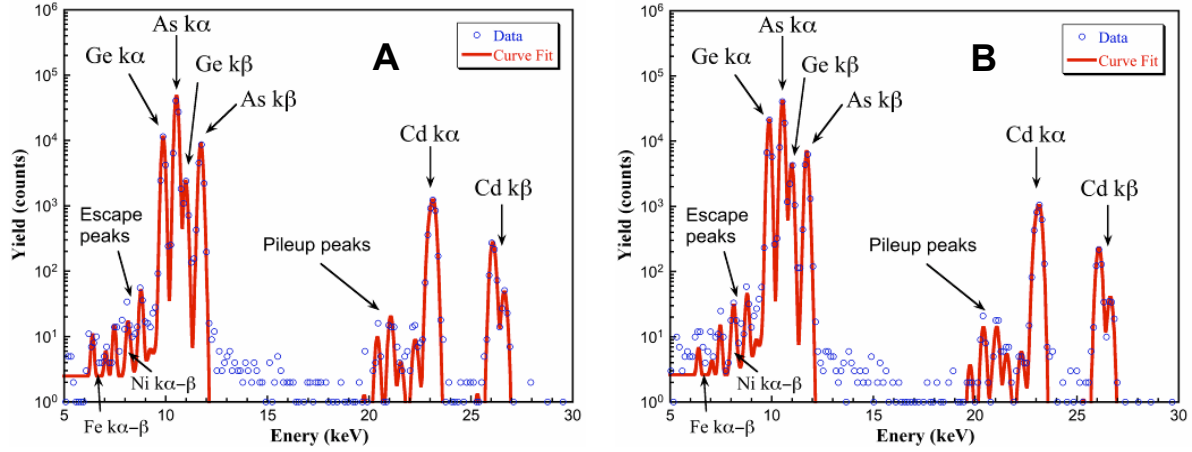 A
As kα
Ge kα
Ge kβ
As kβ
Cd kα
Cd kβ
Escape
peaks
Pileup peaks
Ni kα−β
Fe kα−β
Data
Curve Fit
Yield (counts)
10⁶
10⁵
10⁴
10³
10²
10¹
10⁰
5
10
15
20
25
30
Enery (keV)
B
As kα
Ge kα
Ge kβ
As kβ
Cd kα
Cd kβ
Escape
peaks
Pileup peaks
Ni kα−β
Fe kα−β
Data
Curve Fit
Yield (counts)
10⁶
10⁵
10⁴
10³
10²
10¹
10⁰
5
10
15
20
25
30
Enery (keV)